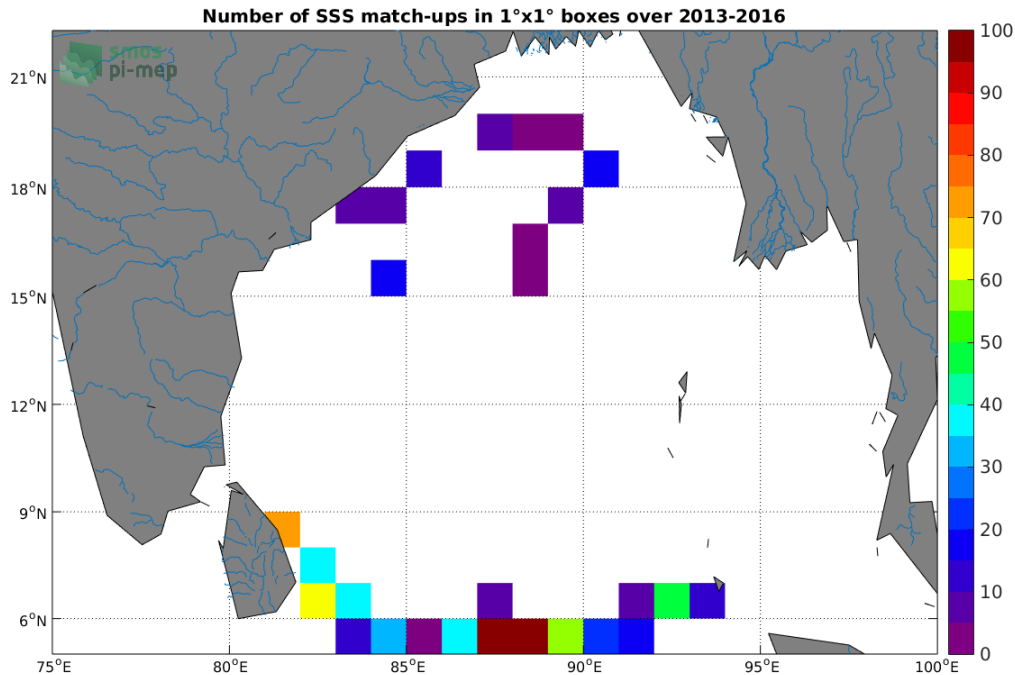 Number of SSS match-ups in 1°x1° boxes over 2013-2016
smos
pi-mep
21°N
18°N
15°N
12°N
9°N
6°N
75°E 80°E 85°E 90°E 95°E 100°E
100
90
80
70
60
50
40
30
20
10
0